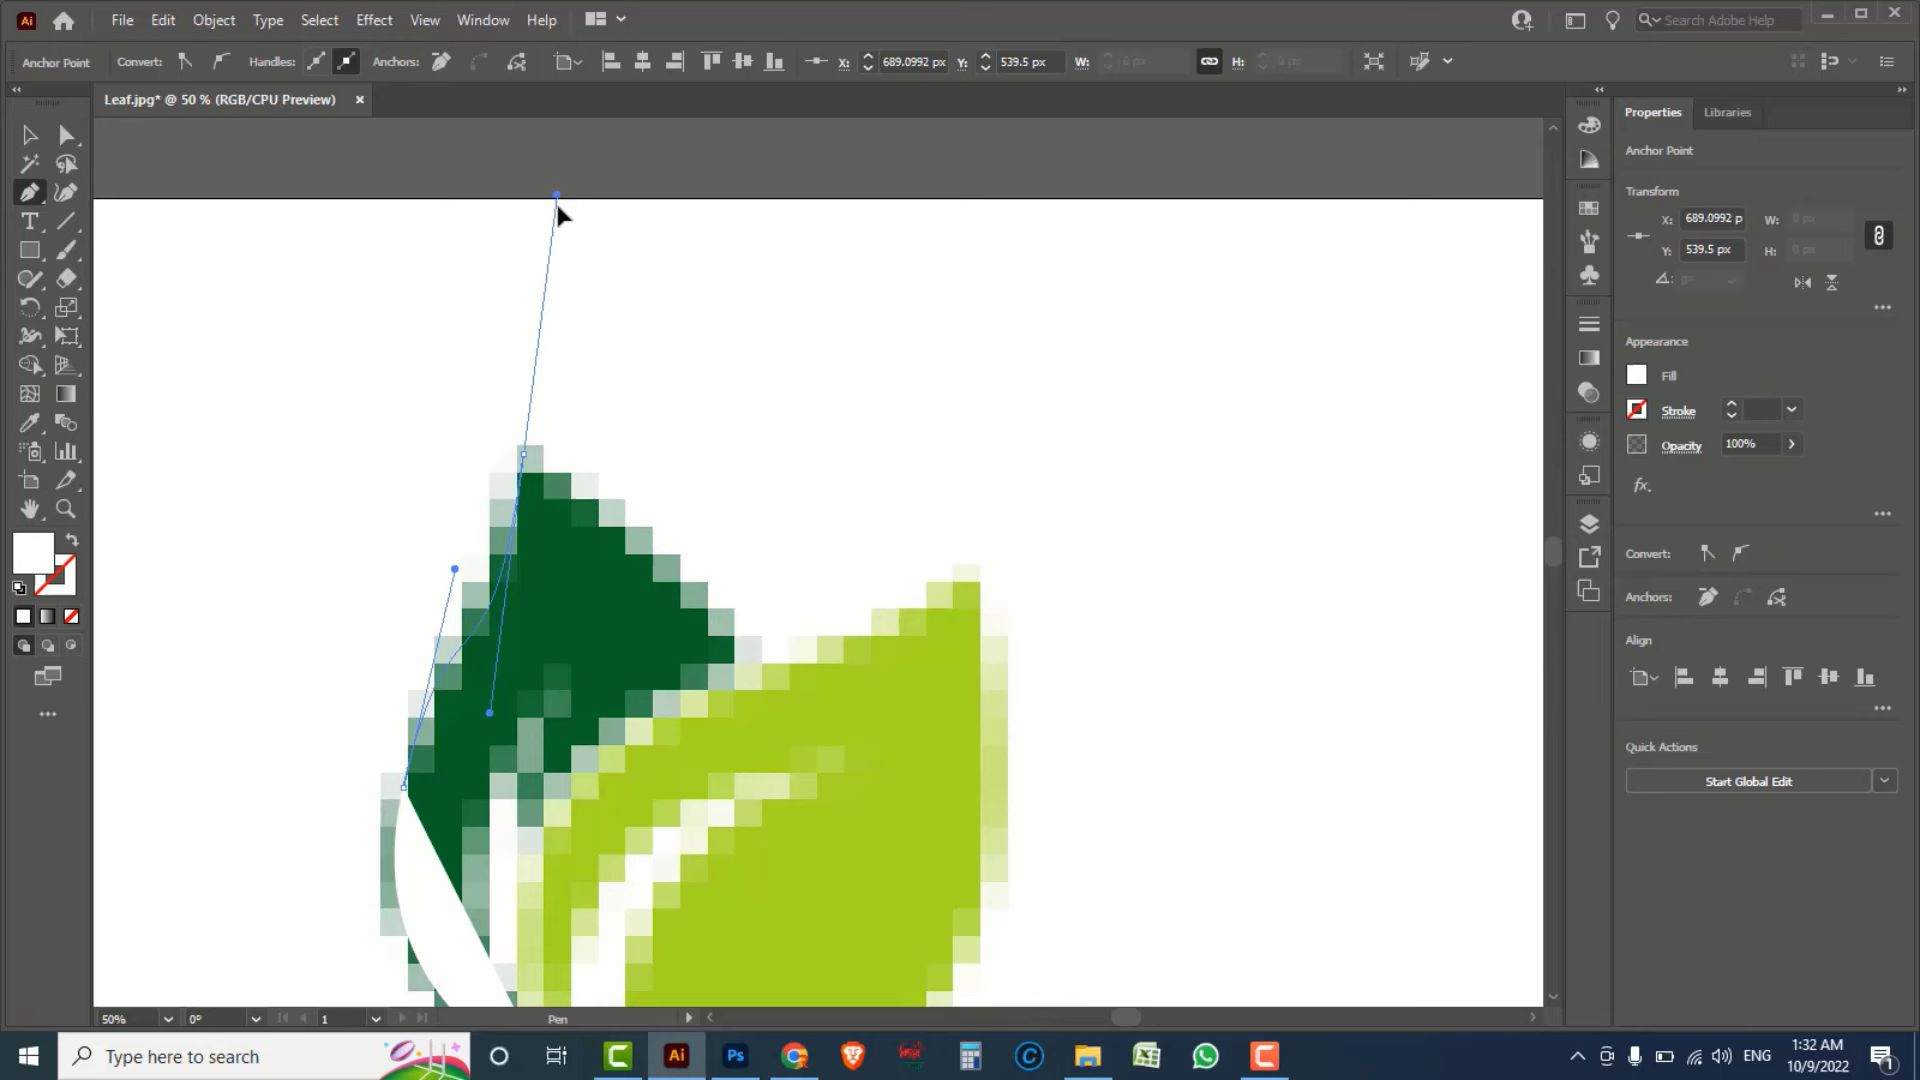 Ai File Edit Object Type Select Effect View Window Help Search Adobe Help
Anchor Point Convert: Handles: Anchors: X: 689.0992 px Y: 539.5 px W: 0 px H: 0 px
Leaf.jpg* @ 50 % (RGB/CPU Preview)
Properties Libraries
Anchor Point
Transform
X: 689.0992 p W: 0 px
Y: 539.5 px H: 0 px
Appearance
Fill
Stroke
Opacity 100%
fx.
Convert:
Anchors:
Align
Quick Actions
Start Global Edit
50% 0° 1 Pen
Type here to search Ai Ps ENG 1:32 AM
10/9/2022 1